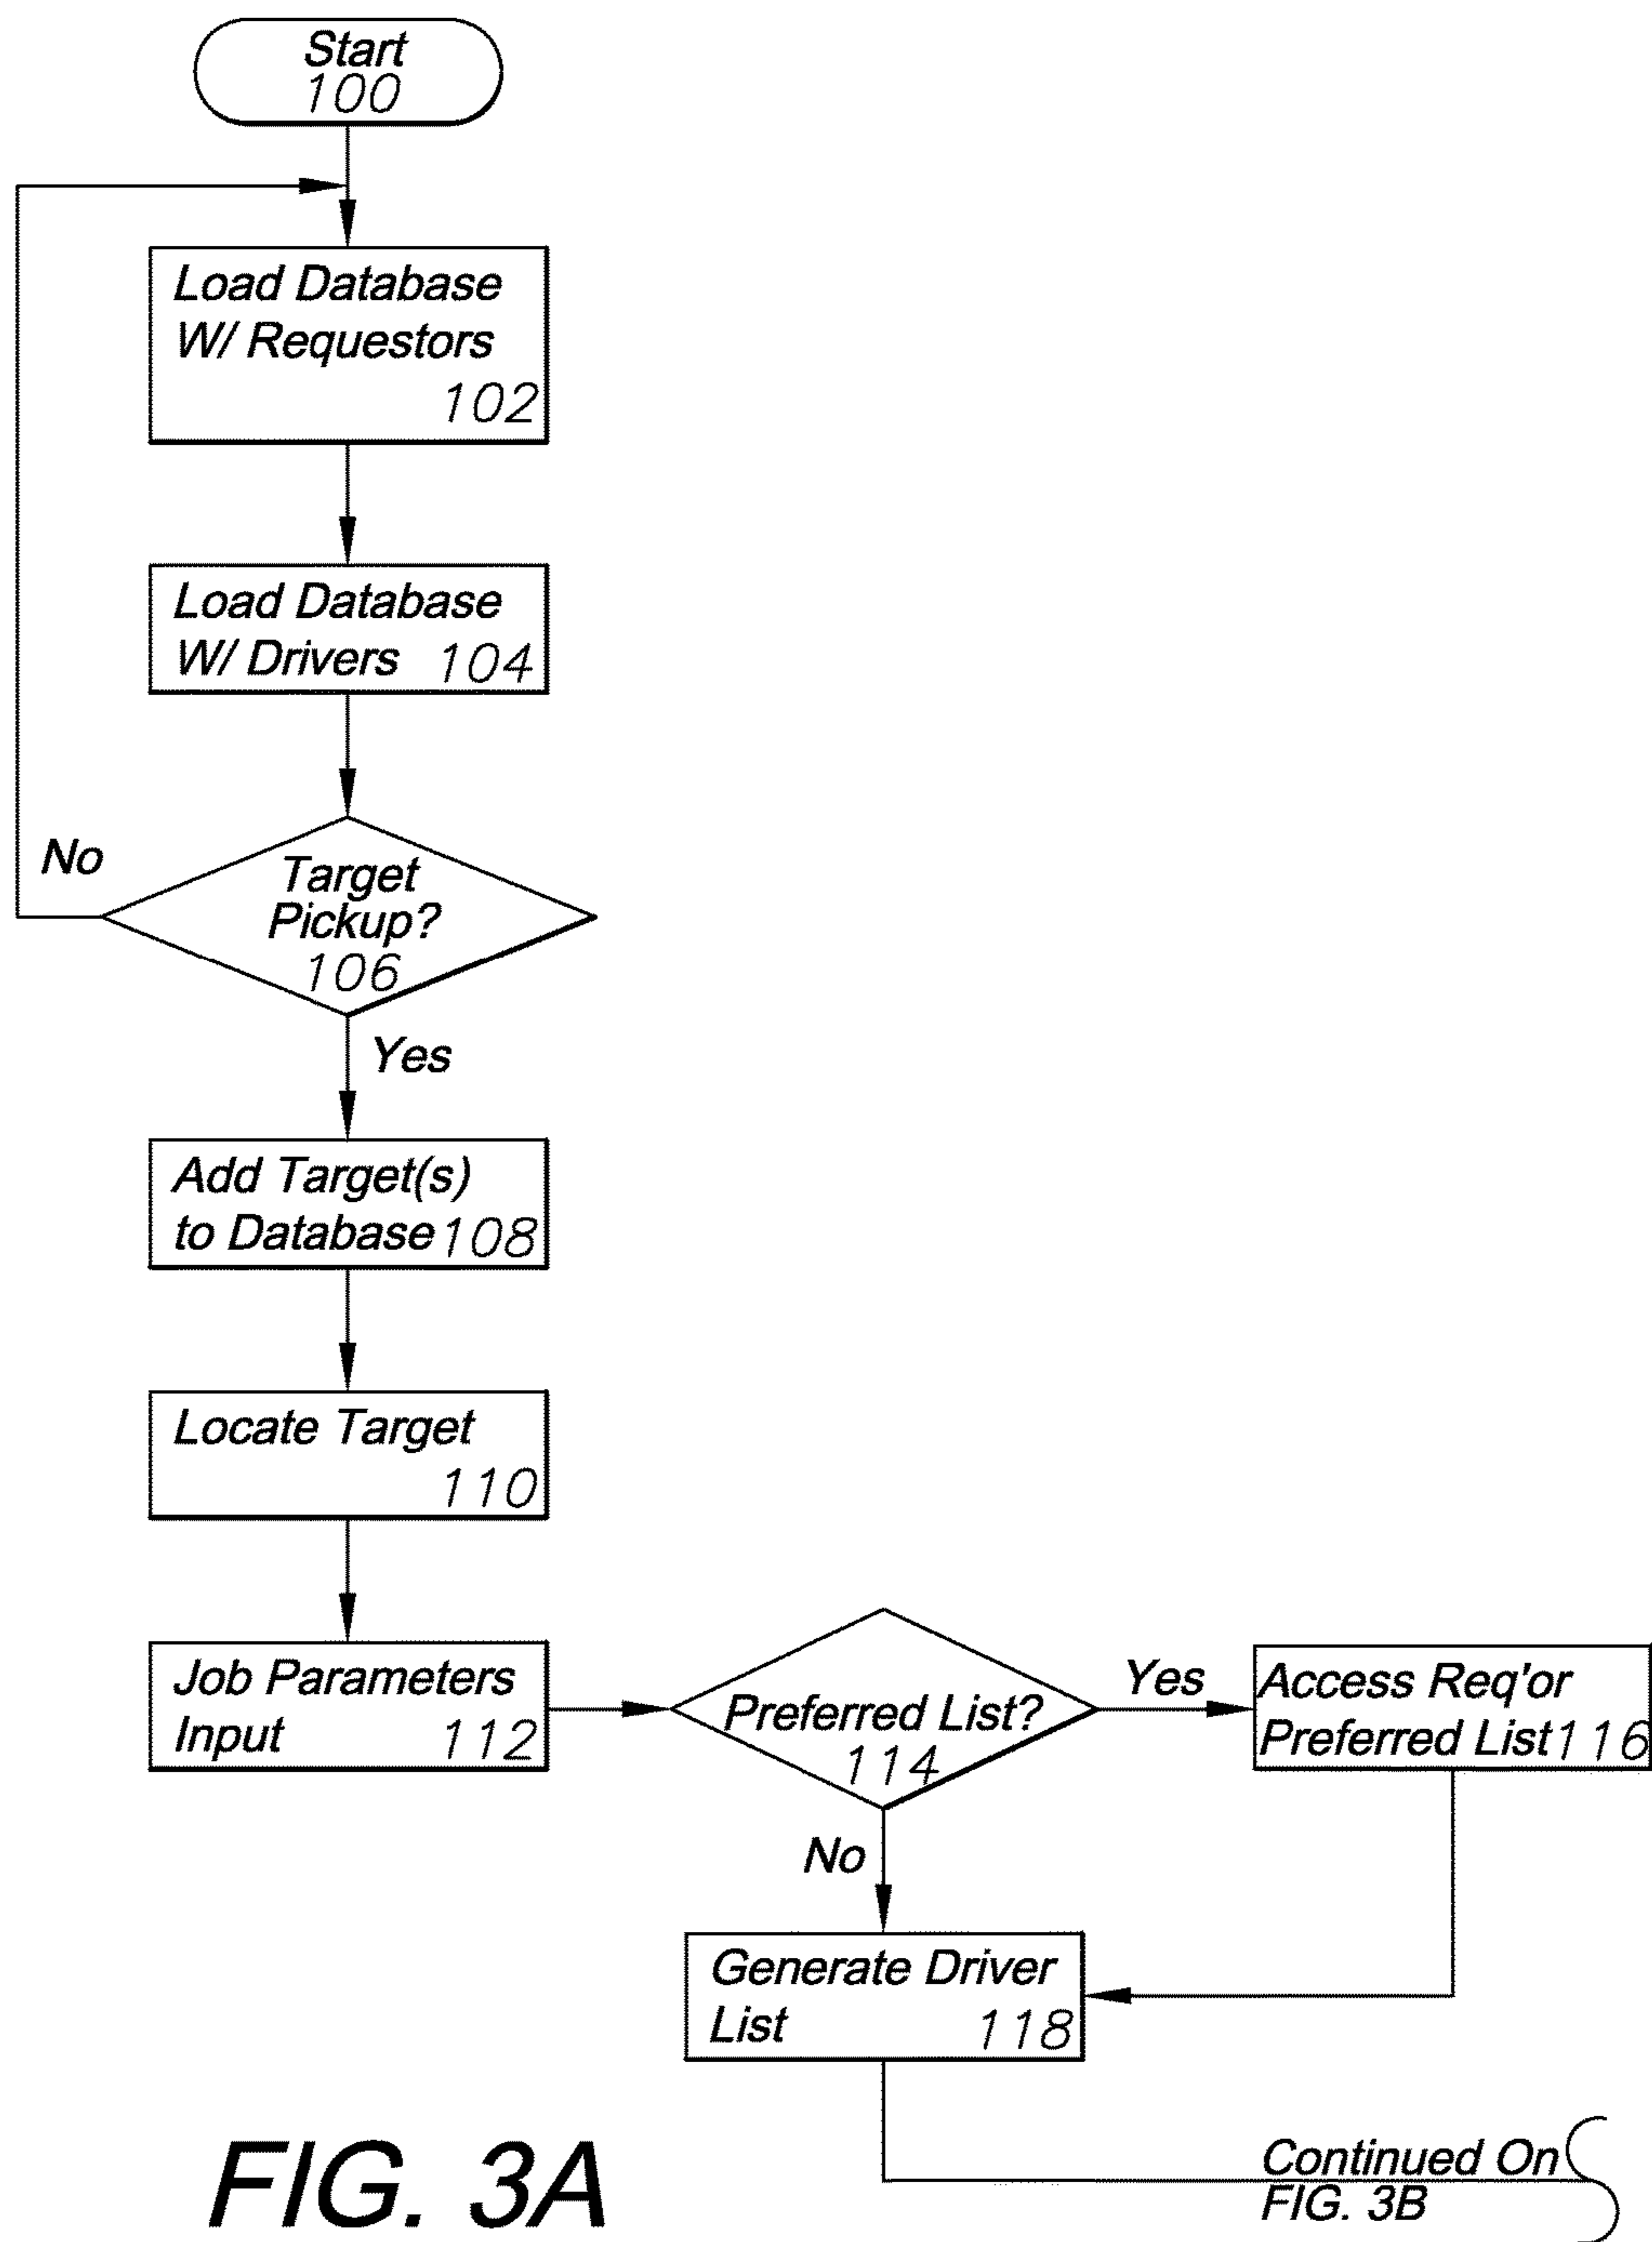 Start
100
Load Database
W/ Requestors
102
Load Database
W/ Drivers 104
No
Target
Pickup?
106
Yes
Add Target(s)
to Database 108
Locate Target
110
Job Parameters
Input 112
Preferred List?
114
Yes
Access Req'or
Preferred List 116
No
Generate Driver
List 118
Continued On
FIG. 3B
FIG. 3A